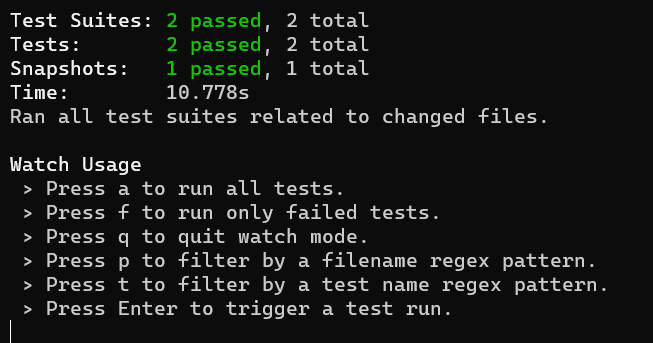 Test Suites: 2 passed, 2 total
Tests: 2 passed, 2 total
Snapshots: 1 passed, 1 total
Time: 10.778s
Ran all test suites related to changed files.
Watch Usage
> Press a to run all tests.
> Press f to run only failed tests.
> Press q to quit watch mode.
> Press p to filter by a filename regex pattern.
> Press t to filter by a test name regex pattern.
> Press Enter to trigger a test run.